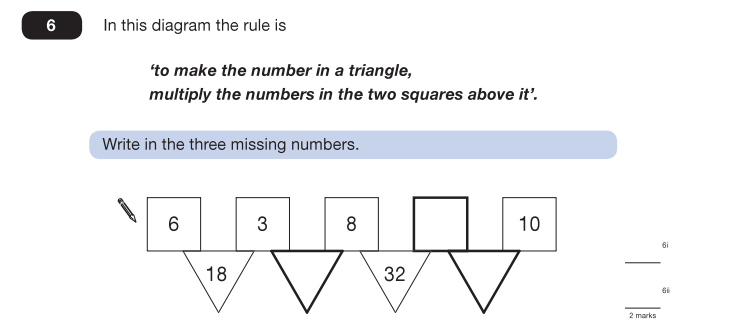 6 In this diagram the rule is
‘to make the number in a triangle,
multiply the numbers in the two squares above it’.
Write in the three missing numbers.
6 3 8 10
18 32
6i
6ii
2 marks